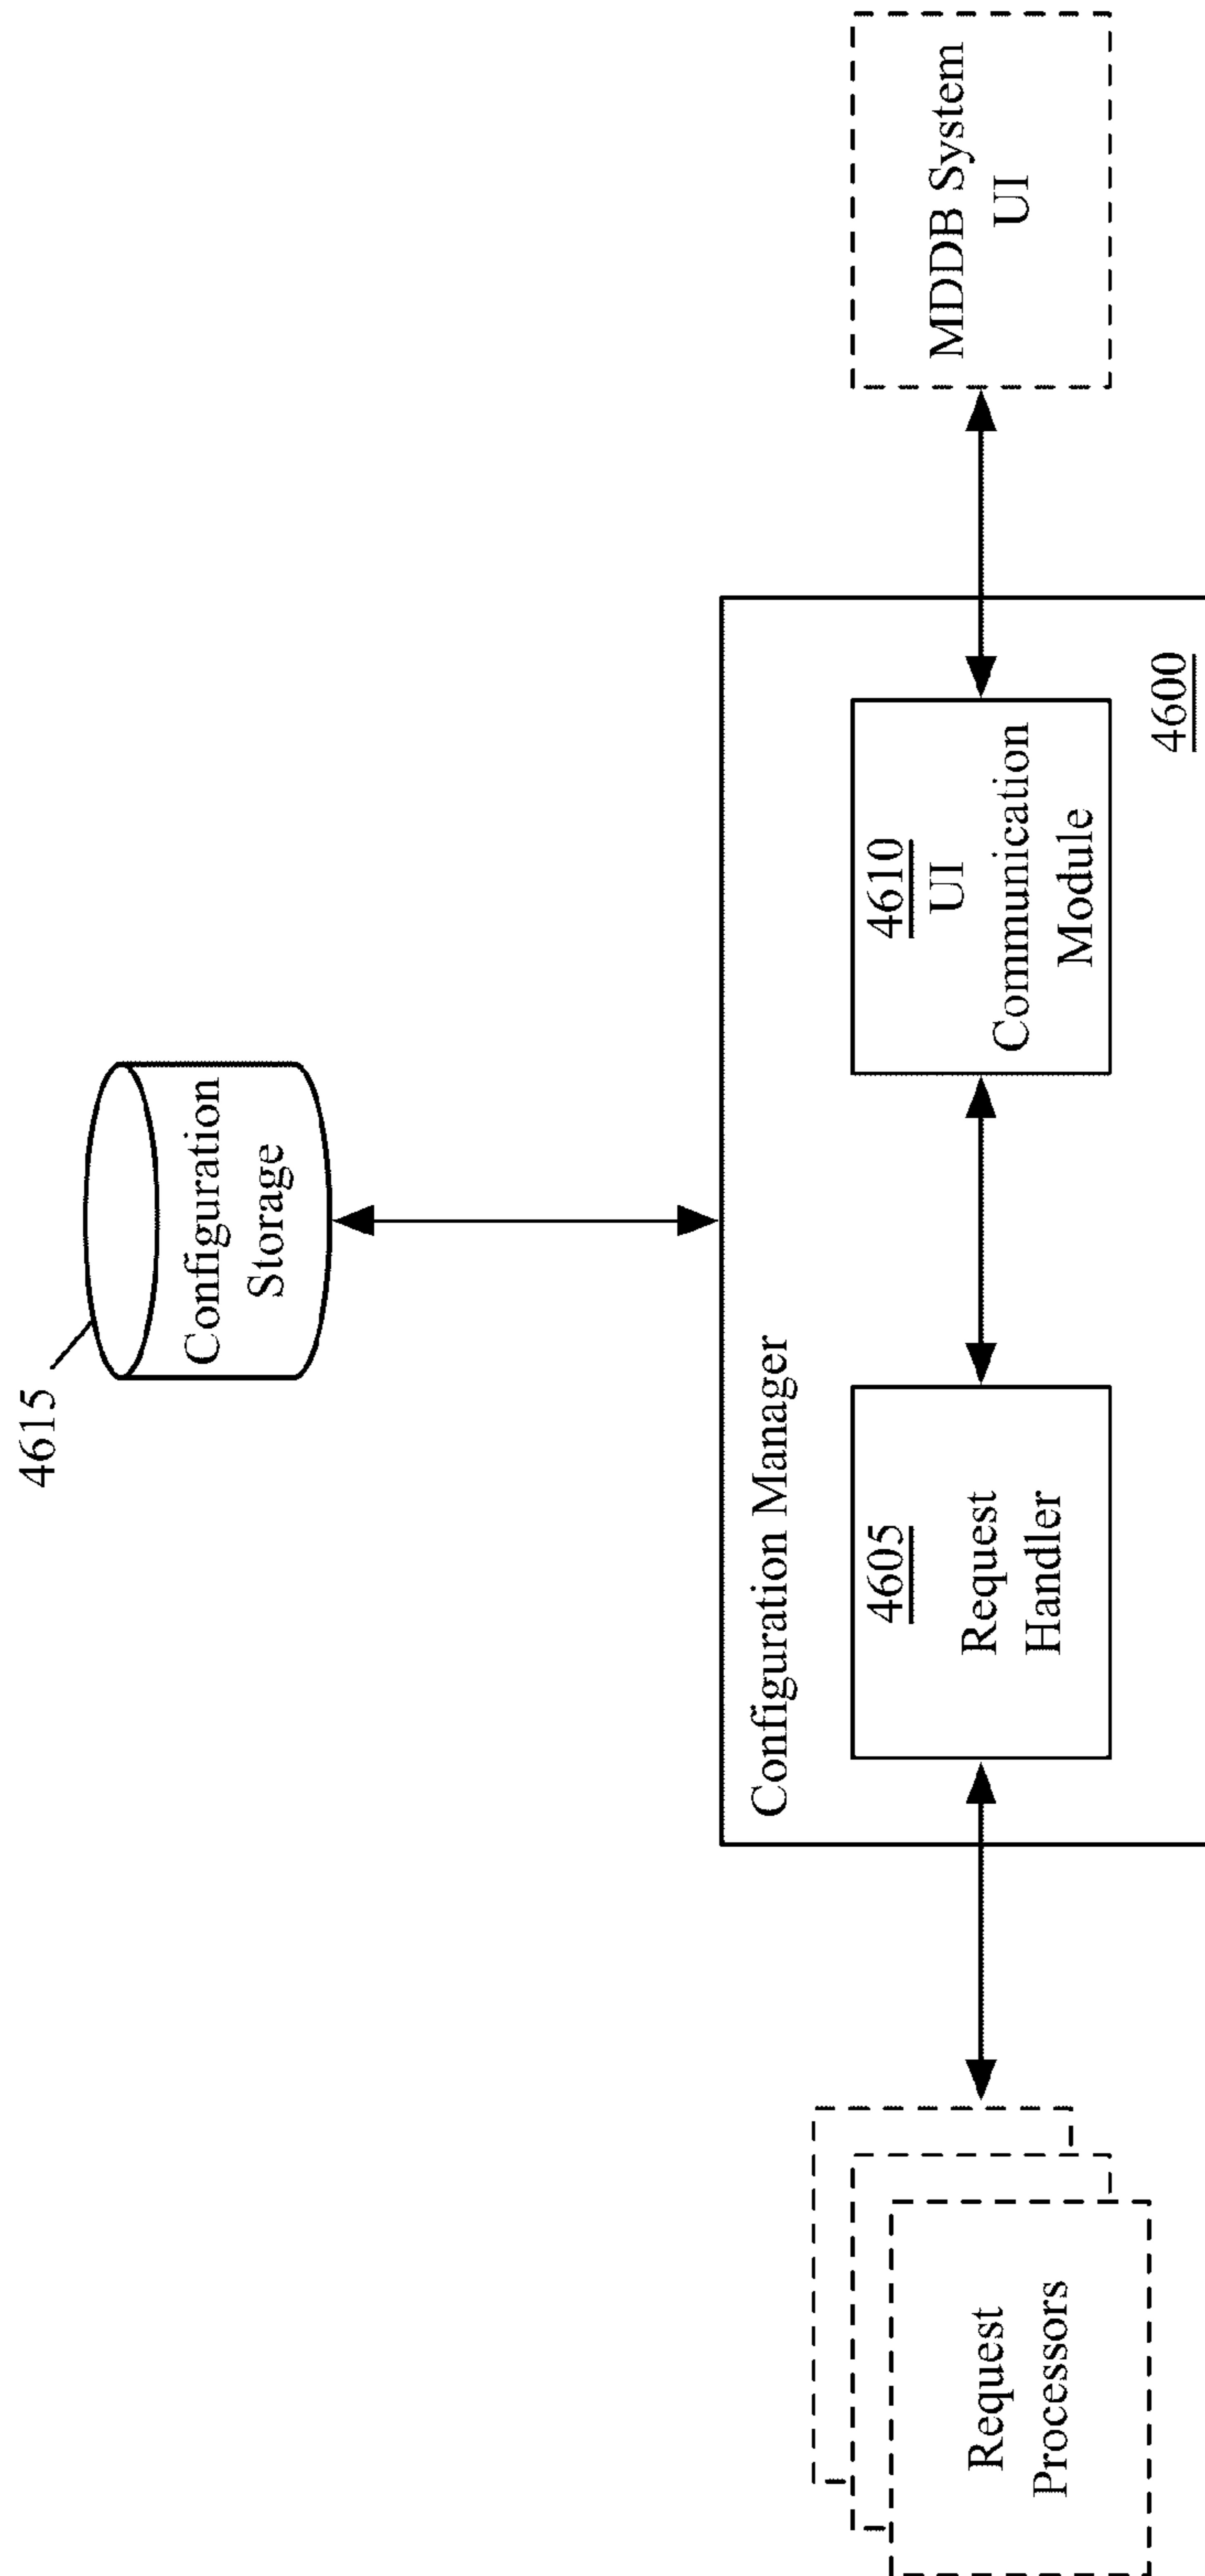 4615
Configuration
Storage
Configuration Manager
Request
Processors
4605
Request
Handler
4610
UI
Communication
Module
4600
MDDB System
UI